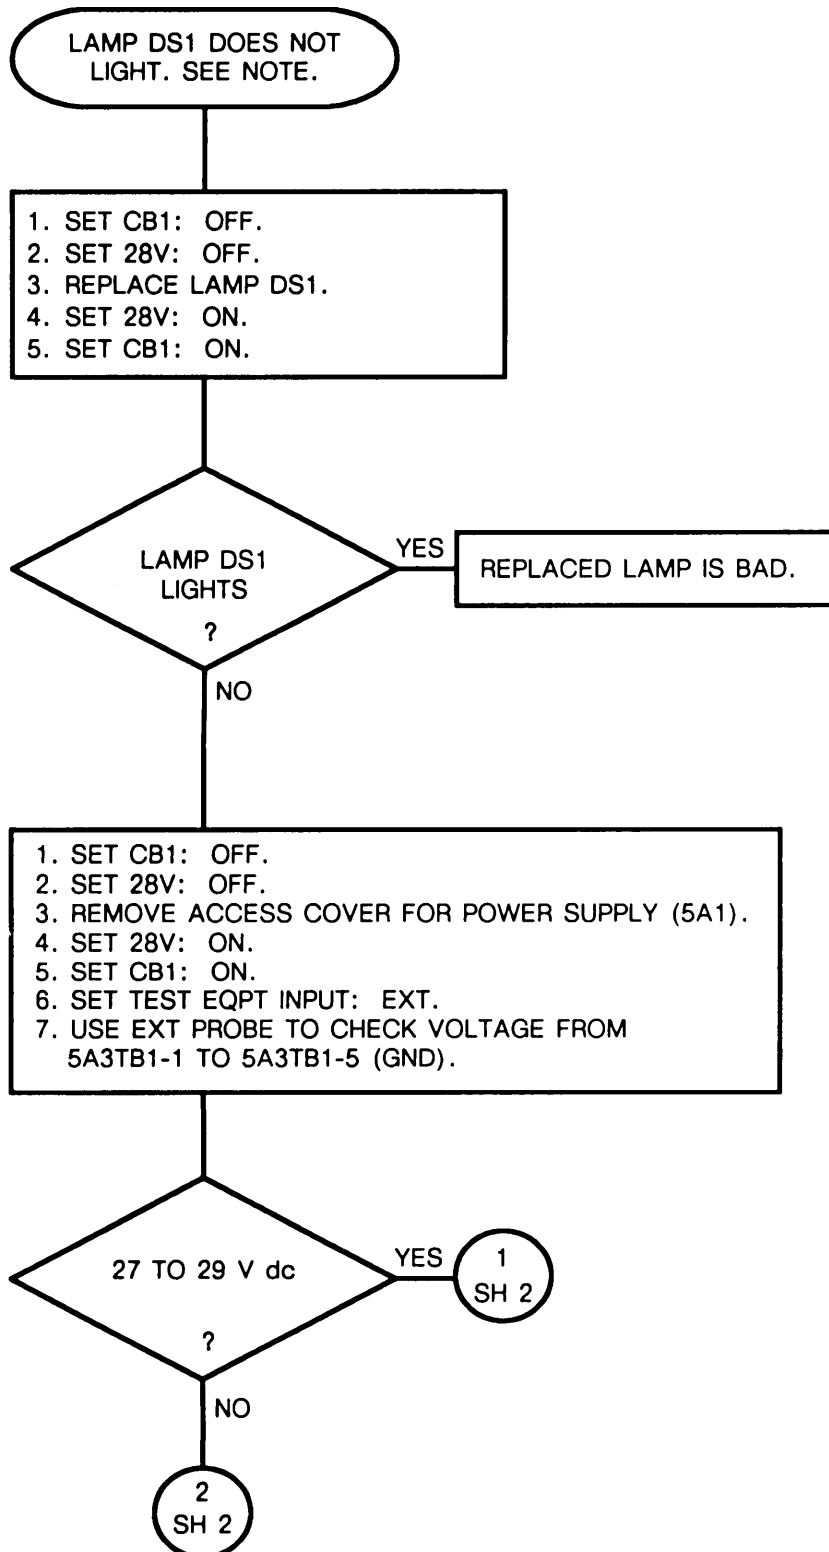 LAMP DS1 DOES NOT
LIGHT. SEE NOTE.
1. SET CB1: OFF.
2. SET 28V: OFF.
3. REPLACE LAMP DS1.
4. SET 28V: ON.
5. SET CB1: ON.
LAMP DS1
LIGHTS
?
YES
REPLACED LAMP IS BAD.
NO
1. SET CB1: OFF.
2. SET 28V: OFF.
3. REMOVE ACCESS COVER FOR POWER SUPPLY (5A1).
4. SET 28V: ON.
5. SET CB1: ON.
6. SET TEST EQPT INPUT: EXT.
7. USE EXT PROBE TO CHECK VOLTAGE FROM
5A3TB1-1 TO 5A3TB1-5 (GND).
27 TO 29 V dc
?
YES
1
SH 2
NO
2
SH 2